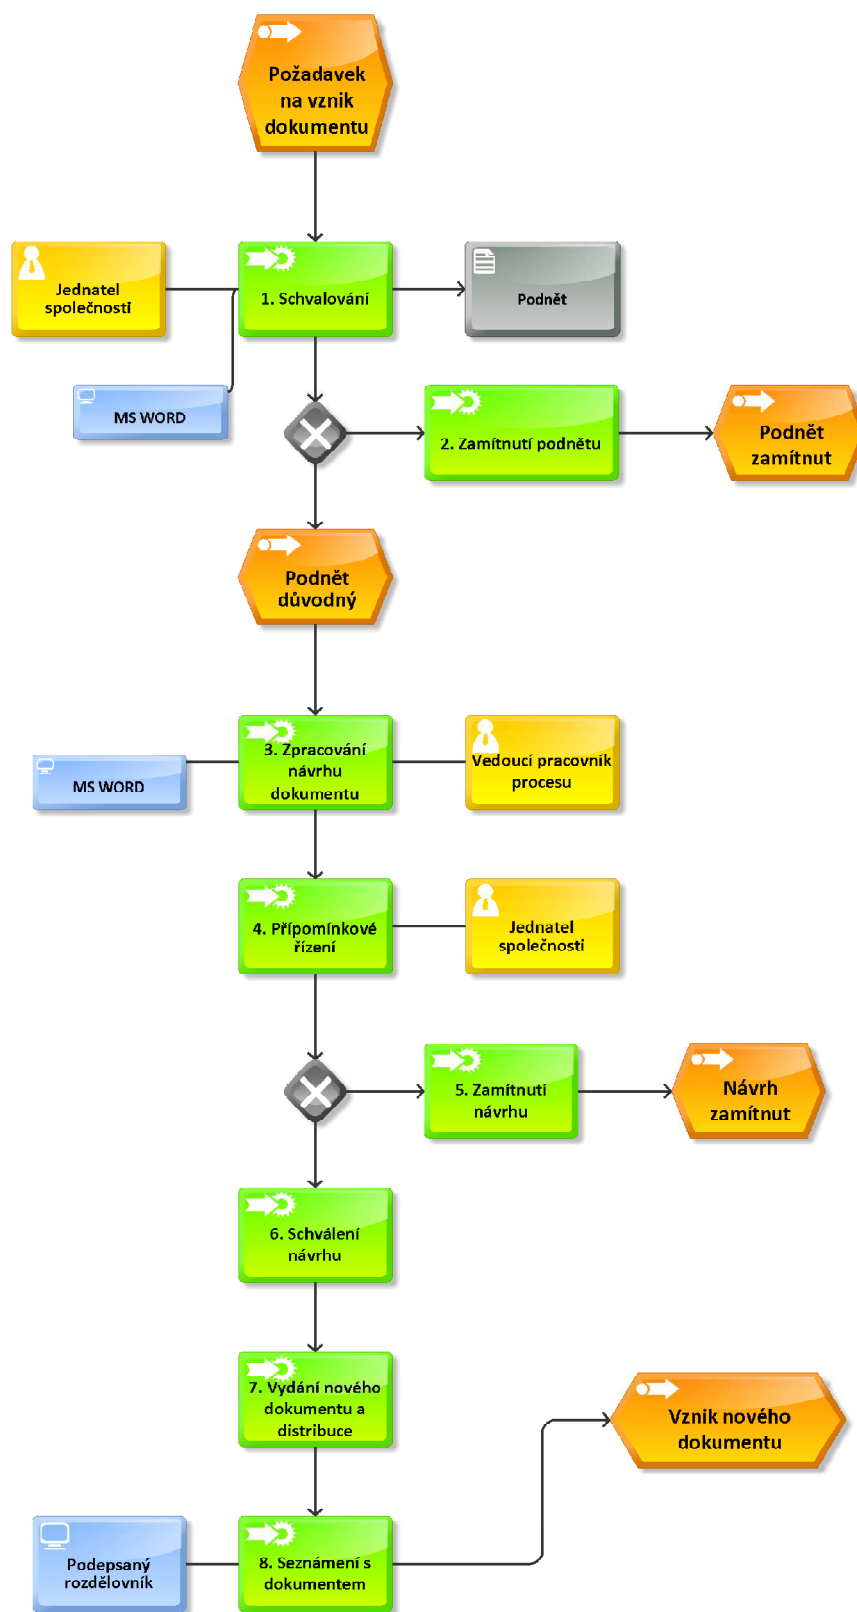 Požadavek
na vznik
dokumentu
Jednatel
společnosti
1. Schvalování
Podnět
MS WORD
2. Zamítnutí podnětu
Podnět
zamítnut
Podnět
důvodný
3. Zpracování
návrhu
dokumentu
MS WORD
Vedoucí pracovník
procesu
4. Přípomínkové
řízení
Jednatel
společnosti
5. Zamítnuti
návrhu
Návrh
zamítnut
6. Schválení
návrhu
7. Vydání nového
dokumentu a
distribuce
Vznik nového
dokumentu
Podepsaný
rozdělovník
8. Seznámení s
dokumentem